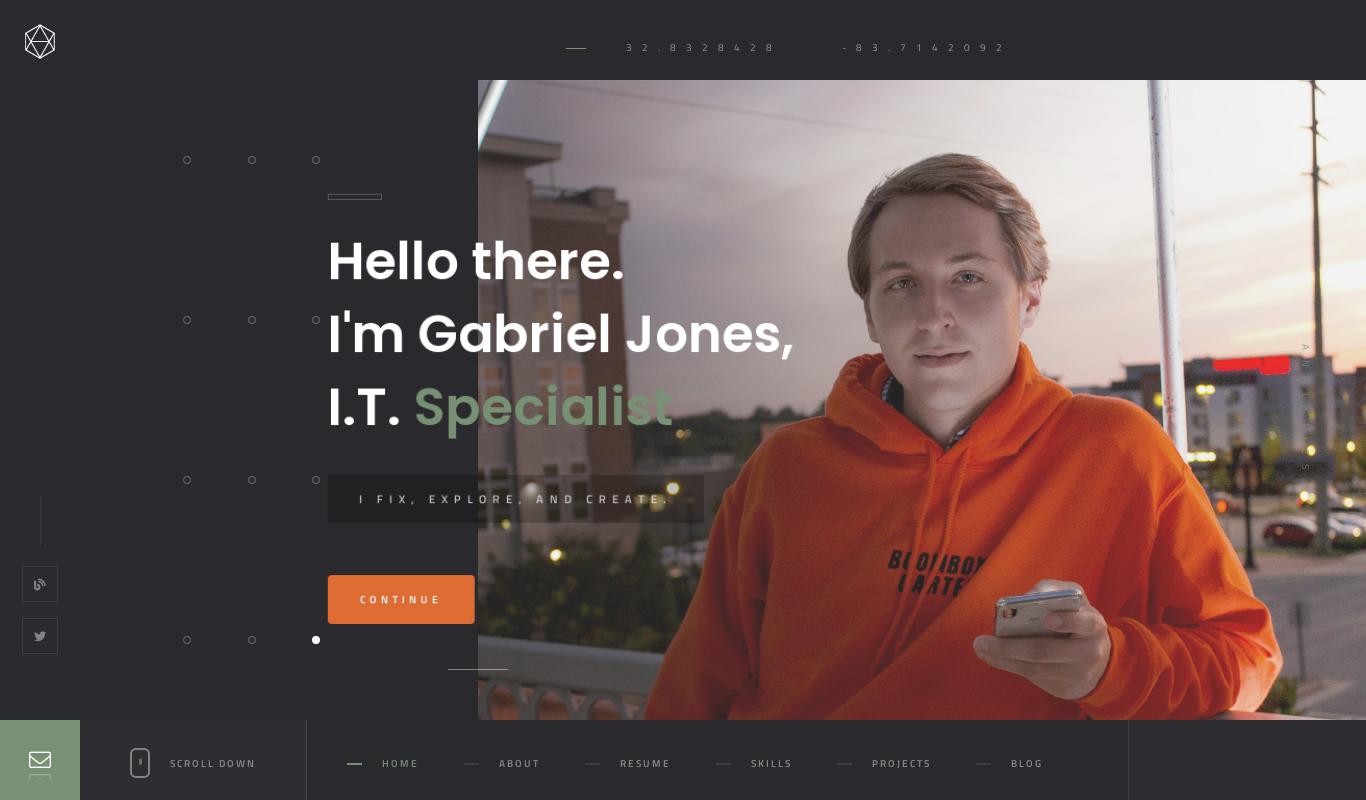 32.8328428 -83.7142092
Hello there.
I'm Gabriel Jones,
I.T. Specialist
I FIX, EXPLORE, AND CREATE.
CONTINUE
SCROLL DOWN
HOME
ABOUT
RESUME
SKILLS
PROJECTS
BLOG